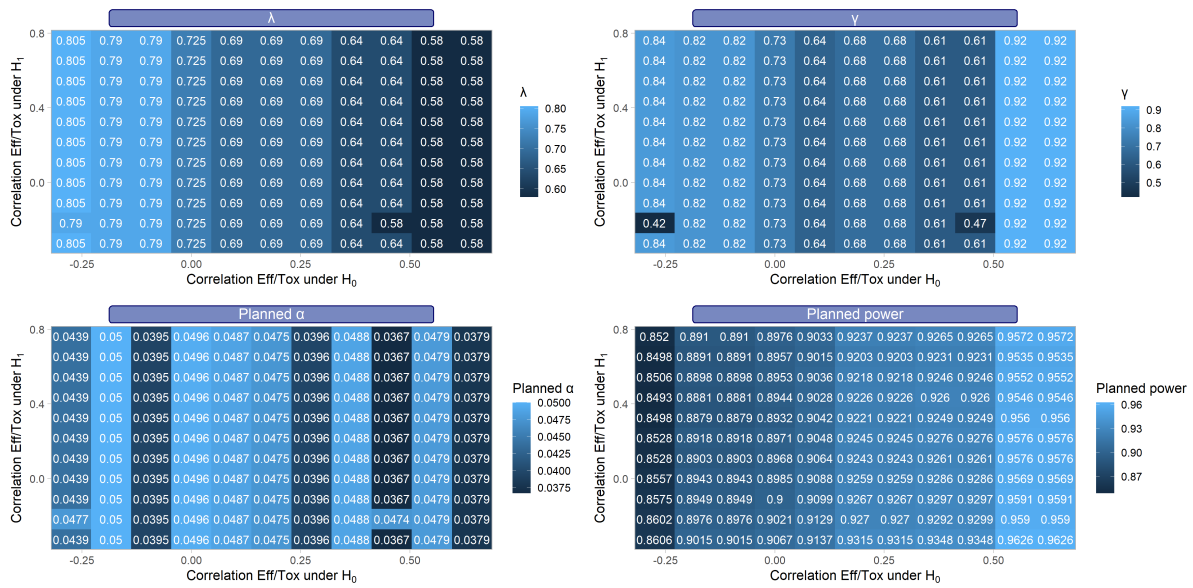 λ
0.8
0.4
0.0
Correlation Eff/Tox under H₁
0.805 0.79 0.79 0.725 0.69 0.69 0.69 0.64 0.64 0.58 0.58
0.805 0.79 0.79 0.725 0.69 0.69 0.69 0.64 0.64 0.58 0.58
0.805 0.79 0.79 0.725 0.69 0.69 0.69 0.64 0.64 0.58 0.58
0.805 0.79 0.79 0.725 0.69 0.69 0.69 0.64 0.64 0.58 0.58
0.805 0.79 0.79 0.725 0.69 0.69 0.69 0.64 0.64 0.58 0.58
0.805 0.79 0.79 0.725 0.69 0.69 0.69 0.64 0.64 0.58 0.58
0.805 0.79 0.79 0.725 0.69 0.69 0.69 0.64 0.64 0.58 0.58
0.805 0.79 0.79 0.725 0.69 0.69 0.69 0.64 0.64 0.58 0.58
0.805 0.79 0.79 0.725 0.69 0.69 0.69 0.64 0.64 0.58 0.58
0.79 0.79 0.79 0.725 0.69 0.69 0.69 0.64 0.58 0.58 0.58
0.805 0.79 0.79 0.725 0.69 0.69 0.69 0.64 0.64 0.58 0.58
-0.25 0.00 0.25 0.50
Correlation Eff/Tox under H₀
λ
0.80
0.75
0.70
0.65
0.60
γ
0.8
0.4
0.0
Correlation Eff/Tox under H₁
0.84 0.82 0.82 0.73 0.64 0.68 0.68 0.61 0.61 0.92 0.92
0.84 0.82 0.82 0.73 0.64 0.68 0.68 0.61 0.61 0.92 0.92
0.84 0.82 0.82 0.73 0.64 0.68 0.68 0.61 0.61 0.92 0.92
0.84 0.82 0.82 0.73 0.64 0.68 0.68 0.61 0.61 0.92 0.92
0.84 0.82 0.82 0.73 0.64 0.68 0.68 0.61 0.61 0.92 0.92
0.84 0.82 0.82 0.73 0.64 0.68 0.68 0.61 0.61 0.92 0.92
0.84 0.82 0.82 0.73 0.64 0.68 0.68 0.61 0.61 0.92 0.92
0.84 0.82 0.82 0.73 0.64 0.68 0.68 0.61 0.61 0.92 0.92
0.84 0.82 0.82 0.73 0.64 0.68 0.68 0.61 0.61 0.92 0.92
0.42 0.82 0.82 0.73 0.64 0.68 0.68 0.61 0.47 0.92 0.92
0.84 0.82 0.82 0.73 0.64 0.68 0.68 0.61 0.61 0.92 0.92
-0.25 0.00 0.25 0.50
Correlation Eff/Tox under H₀
γ
0.9
0.8
0.7
0.6
0.5
Planned α
0.8
0.4
0.0
Correlation Eff/Tox under H₁
0.0439 0.05 0.0395 0.0496 0.0487 0.0475 0.0396 0.0488 0.0367 0.0479 0.0379
0.0439 0.05 0.0395 0.0496 0.0487 0.0475 0.0396 0.0488 0.0367 0.0479 0.0379
0.0439 0.05 0.0395 0.0496 0.0487 0.0475 0.0396 0.0488 0.0367 0.0479 0.0379
0.0439 0.05 0.0395 0.0496 0.0487 0.0475 0.0396 0.0488 0.0367 0.0479 0.0379
0.0439 0.05 0.0395 0.0496 0.0487 0.0475 0.0396 0.0488 0.0367 0.0479 0.0379
0.0439 0.05 0.0395 0.0496 0.0487 0.0475 0.0396 0.0488 0.0367 0.0479 0.0379
0.0439 0.05 0.0395 0.0496 0.0487 0.0475 0.0396 0.0488 0.0367 0.0479 0.0379
0.0439 0.05 0.0395 0.0496 0.0487 0.0475 0.0396 0.0488 0.0367 0.0479 0.0379
0.0439 0.05 0.0395 0.0496 0.0487 0.0475 0.0396 0.0488 0.0367 0.0479 0.0379
0.0477 0.05 0.0395 0.0496 0.0487 0.0475 0.0396 0.0488 0.0474 0.0479 0.0379
0.0439 0.05 0.0395 0.0496 0.0487 0.0475 0.0396 0.0488 0.0367 0.0479 0.0379
-0.25 0.00 0.25 0.50
Correlation Eff/Tox under H₀
Planned α
0.0500
0.0475
0.0450
0.0425
0.0400
0.0375
Planned power
0.8
0.4
0.0
Correlation Eff/Tox under H₁
0.852 0.891 0.891 0.8976 0.9033 0.9237 0.9237 0.9265 0.9265 0.9572 0.9572
0.8498 0.8891 0.8891 0.8957 0.9015 0.9203 0.9203 0.9231 0.9231 0.9535 0.9535
0.8506 0.8898 0.8898 0.8953 0.9036 0.9218 0.9218 0.9246 0.9246 0.9552 0.9552
0.8493 0.8881 0.8881 0.8944 0.9028 0.9226 0.9226 0.926 0.926 0.9546 0.9546
0.8498 0.8879 0.8879 0.8932 0.9042 0.9221 0.9221 0.9249 0.9249 0.956 0.956
0.8528 0.8918 0.8918 0.8971 0.9048 0.9245 0.9245 0.9276 0.9276 0.9576 0.9576
0.8528 0.8903 0.8903 0.8968 0.9064 0.9243 0.9243 0.9261 0.9261 0.9576 0.9576
0.8557 0.8943 0.8943 0.8985 0.9088 0.9259 0.9259 0.9286 0.9286 0.9569 0.9569
0.8575 0.8949 0.8949 0.9 0.9099 0.9267 0.9267 0.9297 0.9297 0.9591 0.9591
0.8602 0.8976 0.8976 0.9021 0.9129 0.927 0.927 0.9292 0.9299 0.959 0.959
0.8606 0.9015 0.9015 0.9067 0.9137 0.9315 0.9315 0.9348 0.9348 0.9626 0.9626
-0.25 0.00 0.25 0.50
Correlation Eff/Tox under H₀
Planned power
0.96
0.93
0.90
0.87